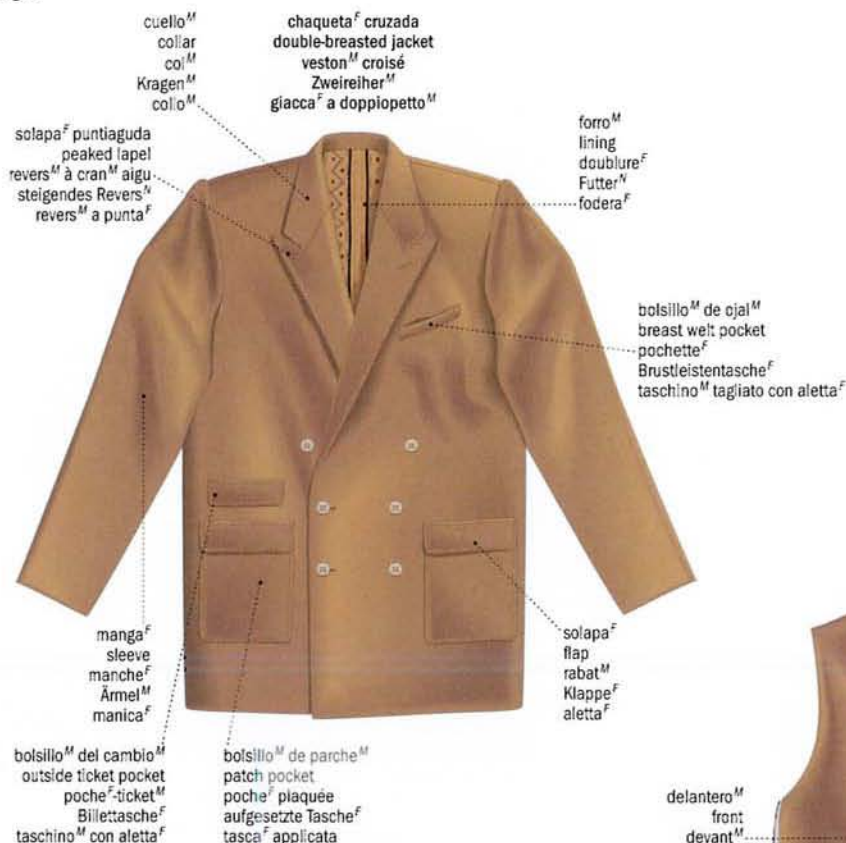 cuello^M
collar
col^M
Kragen^M
collo^M
chaqueta^F cruzada
double-breasted jacket
veston^M croisé
Zweireiher^M
giacca^F a doppiopetto^M
solapa^F puntiaguda
peaked lapel
revers^M à cran^M aigu
steigendes Revers^N
revers^M a punta^F
forro^M
lining
doublure^F
Futter^N
fodera^F
bolsillo^M de ojal^M
breast welt pocket
pochette^F
Brustleistentasche^F
taschino^M tagliato con aletta^F
manga^F
sleeve
manche^F
Ärmel^M
manica^F
solapa^F
flap
rabat^M
Klappe^F
aletta^F
bolsillo^M del cambio^M
outside ticket pocket
poche^F-ticket^M
Billettasche^F
taschino^M con aletta^F
bolsillo^M de parche^M
patch pocket
poche^F plaquée
aufgesetzte Tasche^F
tasca^F applicata
delantero^M
front
devant^M